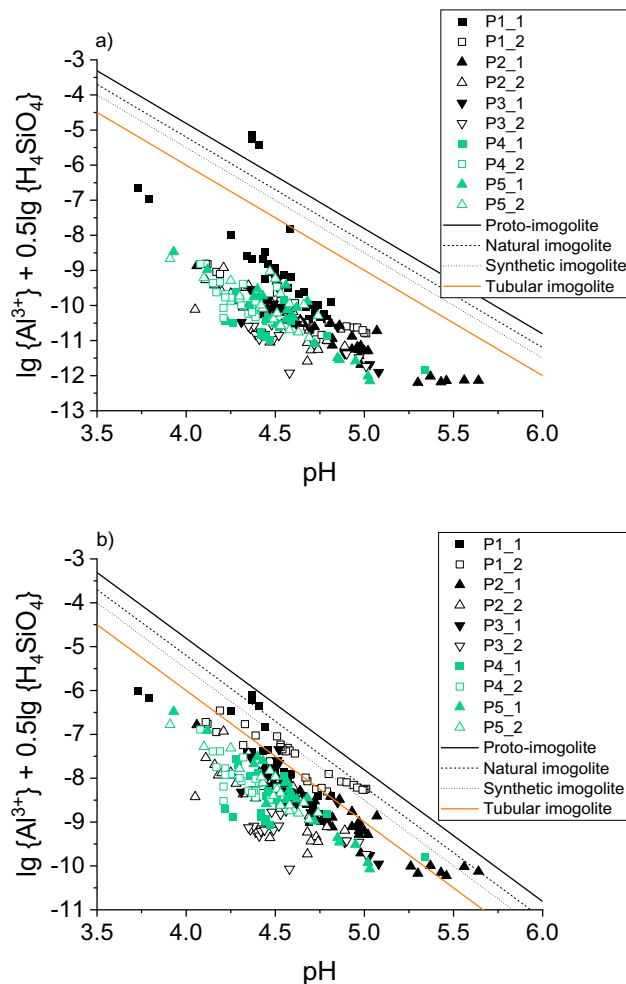 a)
-3
-4
-5
-6
-7
-8
-9
-10
-11
-12
-13
3.5 4.0 4.5 5.0 5.5 6.0
pH
lg {Al³⁺} + 0.5lg {H₄SiO₄}
P1_1
P1_2
P2_1
P2_2
P3_1
P3_2
P4_1
P4_2
P5_1
P5_2
Proto-imogolite
Natural imogolite
Synthetic imogolite
Tubular imogolite
b)
-3
-4
-5
-6
-7
-8
-9
-10
-11
3.5 4.0 4.5 5.0 5.5 6.0
pH
lg {Al³⁺} + 0.5lg {H₄SiO₄}
P1_1
P1_2
P2_1
P2_2
P3_1
P3_2
P4_1
P4_2
P5_1
P5_2
Proto-imogolite
Natural imogolite
Synthetic imogolite
Tubular imogolite